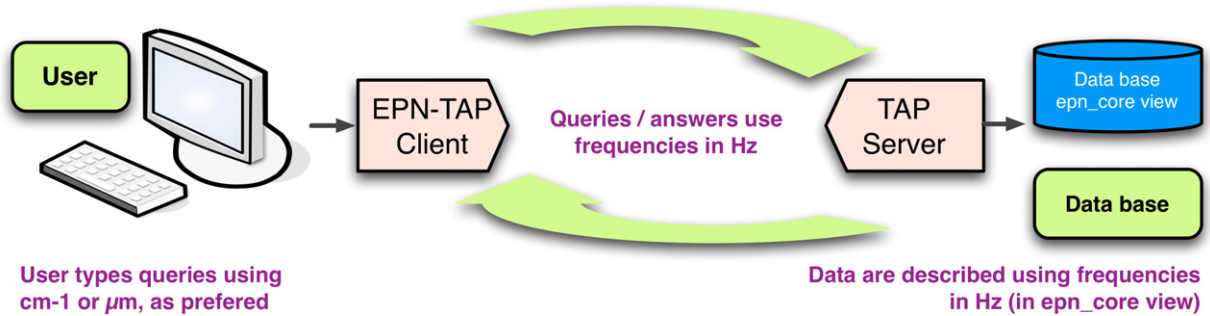 User
EPN-TAP
Client
Queries / answers use
frequencies in Hz
TAP
Server
Data base
epn_core view
Data base
User types queries using
cm-1 or µm, as prefered
Data are described using frequencies
in Hz (in epn_core view)